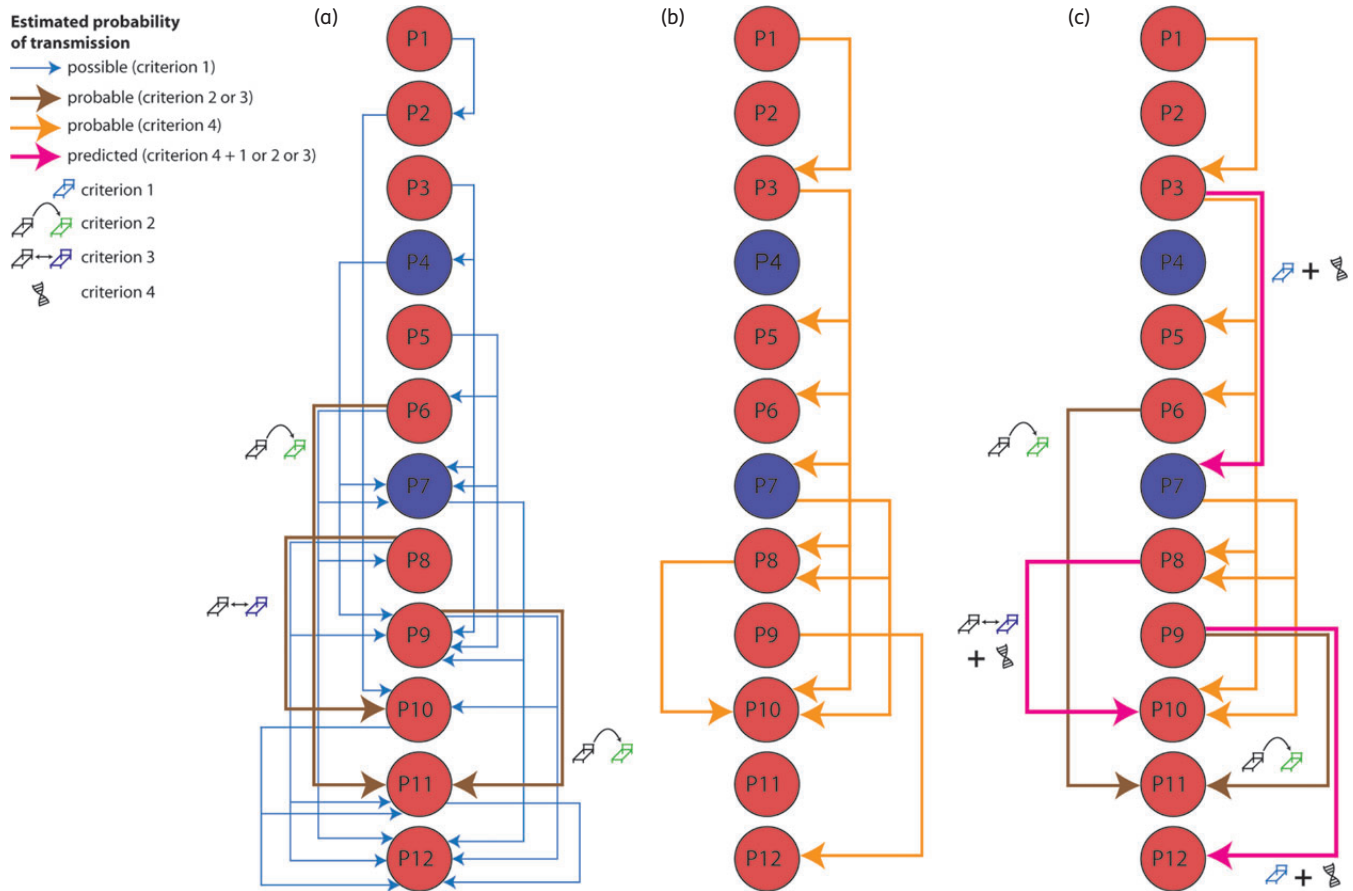 Estimated probability
of transmission
possible (criterion 1)
probable (criterion 2 or 3)
probable (criterion 4)
predicted (criterion 4 + 1 or 2 or 3)
criterion 1
criterion 2
criterion 3
criterion 4
(a)
P1
P2
P3
P4
P5
P6
P7
P8
P9
P10
P11
P12
(b)
P1
P2
P3
P4
P5
P6
P7
P8
P9
P10
P11
P12
(c)
P1
P2
P3
P4
+
P5
P6
P7
P8
P9
+
P10
P11
P12
+